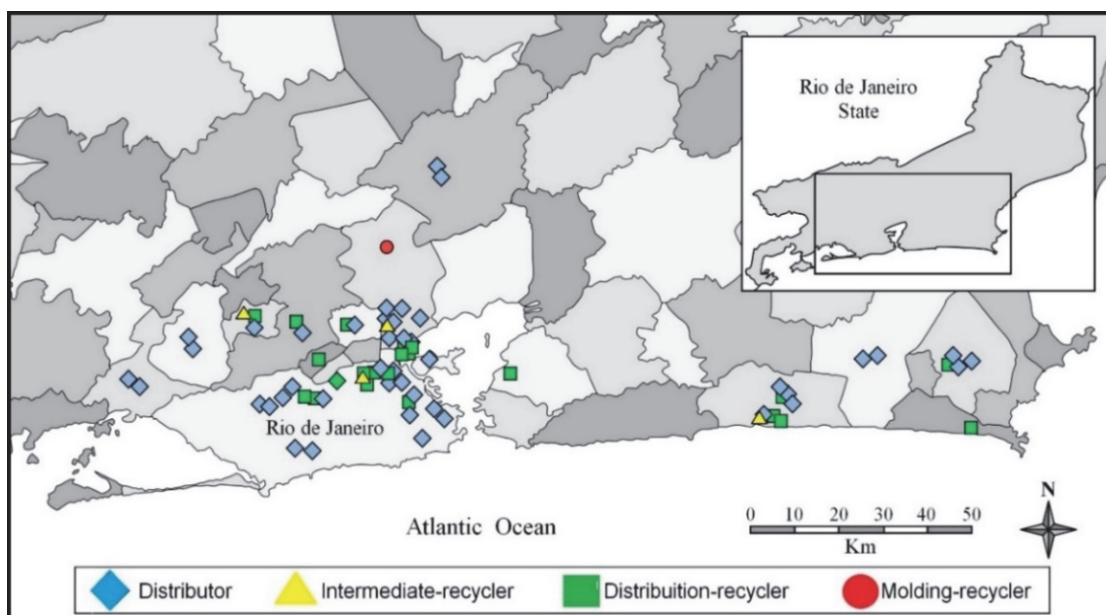 Rio de Janeiro
State
Rio de Janeiro
Atlantic Ocean
N
0 10 20 30 40 50
Km
Distributor Intermediate-recycler Distribuition-recycler Molding-recycler